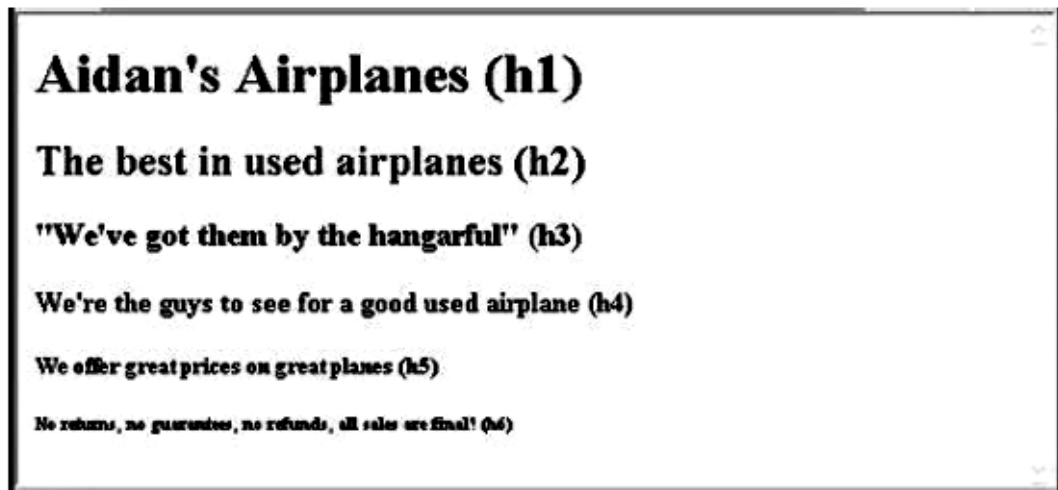 Aidan's Airplanes (h1)
The best in used airplanes (h2)
"We've got them by the hangarful" (h3)
We're the guys to see for a good used airplane (h4)
We offer great prices on great planes (h5)
No returns, no guarantees, no refunds, all sales are final! (h6)